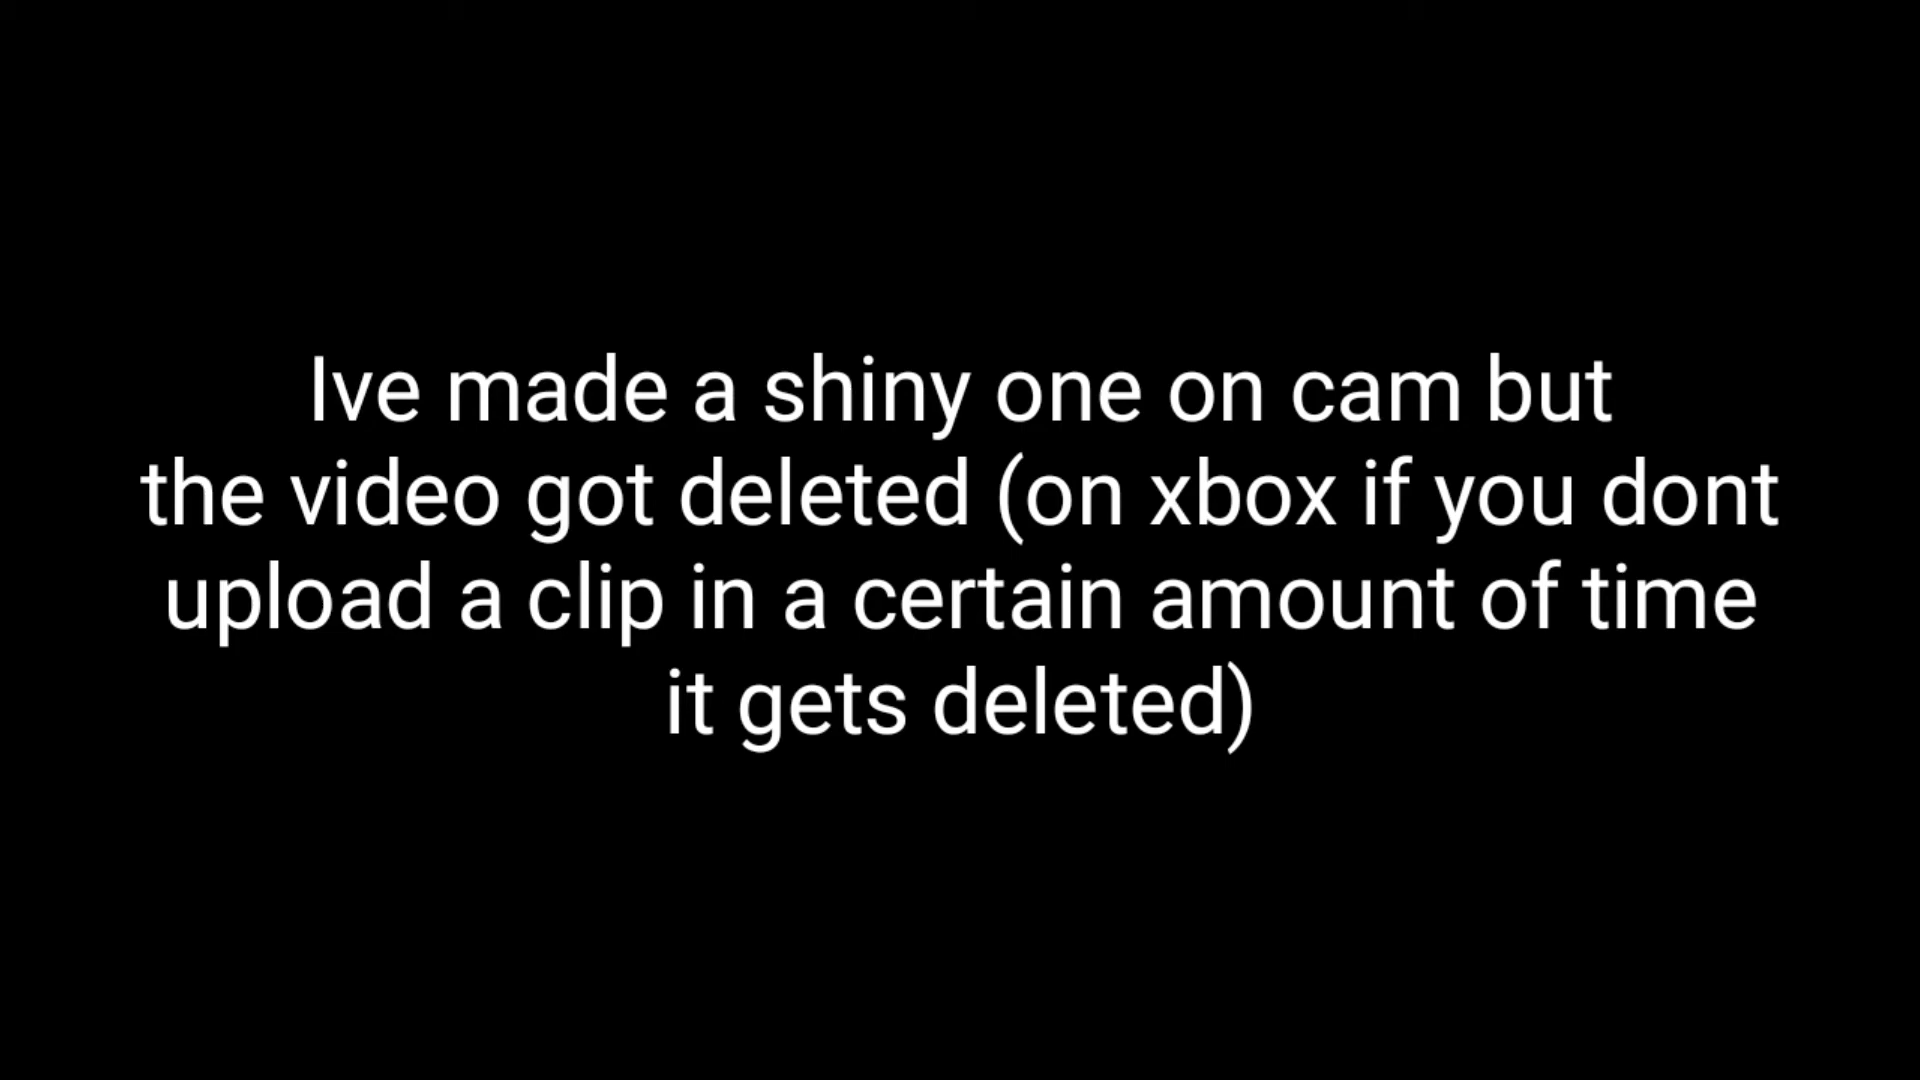 Ive made a shiny one on cam but
the video got deleted (on xbox if you dont
upload a clip in a certain amount of time
it gets deleted)